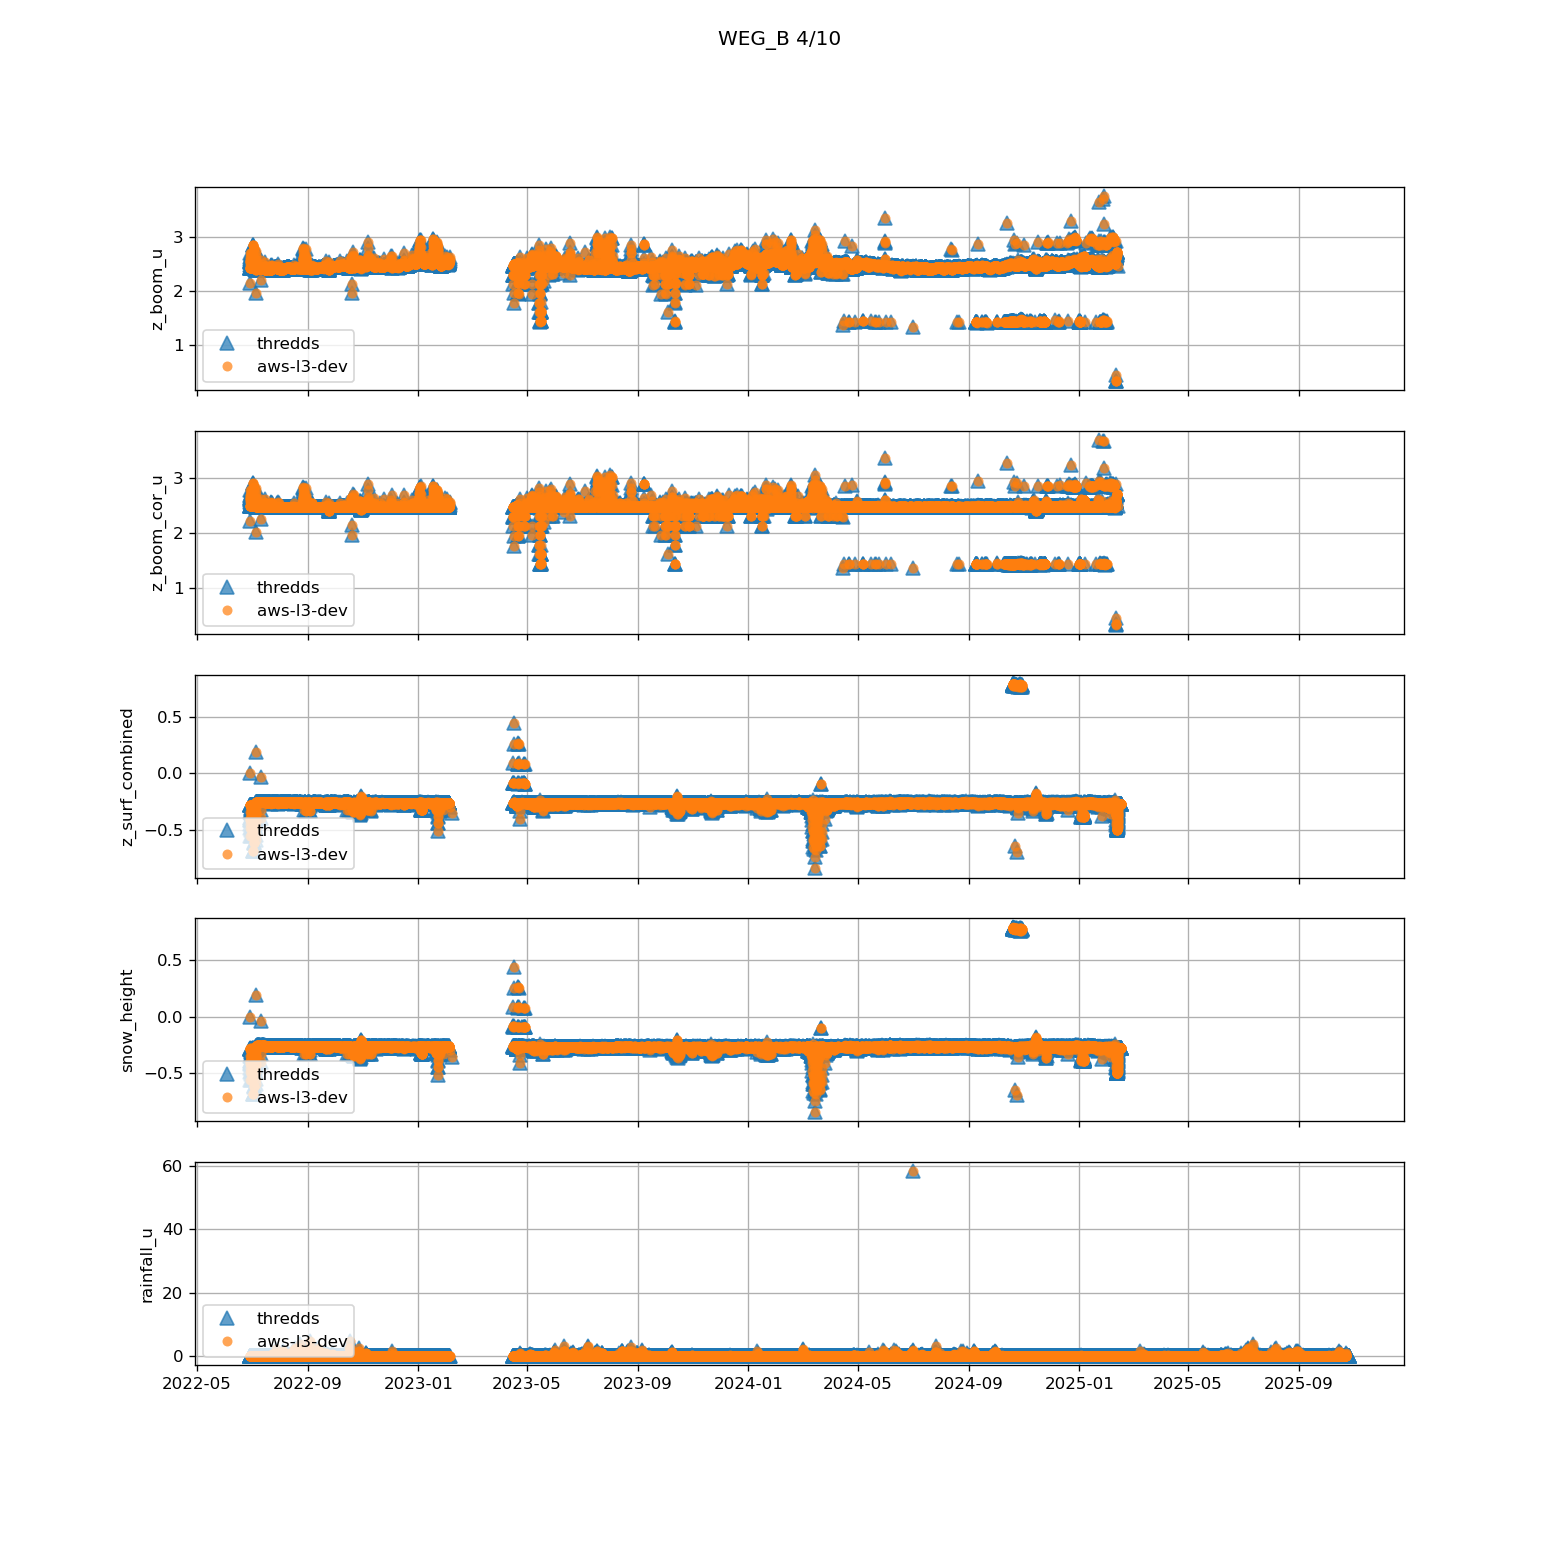 WEG_B 4/10
z_boom_u
3
2
1
thredds
aws-l3-dev
z_boom_cor_u
3
2
1
thredds
aws-l3-dev
z_surf_combined
0.5
0.0
−0.5
thredds
aws-l3-dev
snow_height
0.5
0.0
−0.5
thredds
aws-l3-dev
rainfall_u
60
40
20
0
thredds
aws-l3-dev
2022-05 2022-09 2023-01 2023-05 2023-09 2024-01 2024-05 2024-09 2025-01 2025-05 2025-09